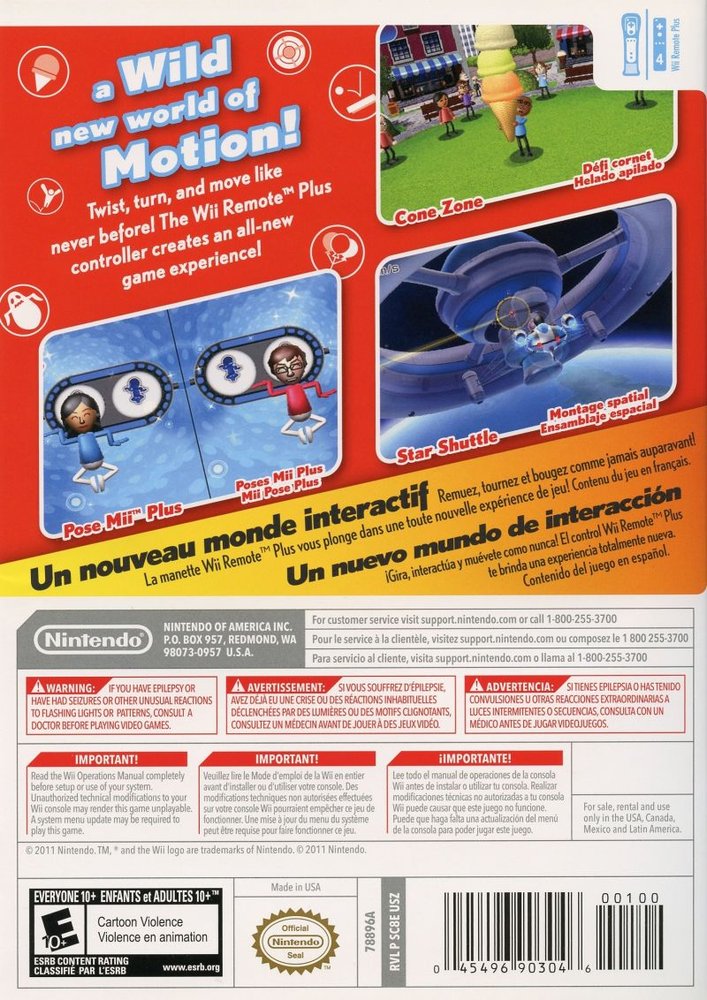 a Wild
new world of
Motion!
Twist, turn, and move like
never before! The Wii Remote™ Plus
controller creates an all-new
game experience!
4
Wii Remote Plus
Cone Zone
Défi cornet
Helado apilado
m/s
Star Shuttle
Montage spatial
Ensamblaje espacial
Pose Mii™ Plus
Poses Mii Plus
Mii Pose Plus
Un nouveau monde interactif Remuez, tournez et bougez comme jamais auparavant!
La manette Wii Remote™ Plus vous plonge dans une toute nouvelle expérience de jeu! Contenu du jeu en français.
Un nuevo mundo de interacción
¡Gira, interactúa y muévete como nunca! El control Wii Remote™ Plus
te brinda una experiencia totalmente nueva.
Contenido del juego en español.
Nintendo®
NINTENDO OF AMERICA INC.
P.O. BOX 957, REDMOND, WA
98073-0957 U.S.A.
For customer service visit support.nintendo.com or call 1-800-255-3700
Pour le service à la clientèle, visitez support.nintendo.com ou composez le 1 800 255-3700
Para servicio al cliente, visita support.nintendo.com o llama al 1-800-255-3700
WARNING: IF YOU HAVE EPILEPSY OR
HAVE HAD SEIZURES OR OTHER UNUSUAL REACTIONS
TO FLASHING LIGHTS OR PATTERNS, CONSULT A
DOCTOR BEFORE PLAYING VIDEO GAMES.
AVERTISSEMENT: SI VOUS SOUFFREZ D'ÉPILEPSIE,
AVEZ DÉJÀ EU UNE CRISE OU DES RÉACTIONS INHABITUELLES
DÉCLENCHÉES PAR DES LUMIÈRES OU DES MOTIFS CLIGNOTANTS,
CONSULTEZ UN MÉDECIN AVANT DE JOUER À DES JEUX VIDÉO.
ADVERTENCIA: SI TIENES EPILEPSIA O HAS TENIDO
CONVULSIONES U OTRAS REACCIONES EXTRAORDINARIAS A
LUCES INTERMITENTES O SECUENCIAS, CONSULTA CON UN
MÉDICO ANTES DE JUGAR VIDEOJUEGOS.
IMPORTANT!
Read the Wii Operations Manual completely
before setup or use of your system.
Unauthorized technical modifications to your
Wii console may render this game unplayable.
A system menu update may be required to
play this game.
IMPORTANT!
Veuillez lire le Mode d'emploi de la Wii en entier
avant d'installer ou d'utiliser votre console. Des
modifications techniques non autorisées effectuées
sur votre console Wii pourraient empêcher ce jeu de
fonctionner. Une mise à jour du menu du système
peut être requise pour faire fonctionner ce jeu.
¡IMPORTANTE!
Lee todo el manual de operaciones de la consola
Wii antes de instalar o utilizar tu consola. Realizar
modificaciones técnicas no autorizadas a tu consola
Wii puede causar que este juego no funcione.
Puede que haga falta una actualización del menú
de la consola para poder jugar este juego.
For sale, rental and use
only in the USA, Canada,
Mexico and Latin America.
© 2011 Nintendo. TM, ® and the Wii logo are trademarks of Nintendo. © 2011 Nintendo.
EVERYONE 10+ ENFANTS et ADULTES 10+™
E
10+
Cartoon Violence
Violence en animation
ESRB CONTENT RATING
CLASSIFIÉ PAR L'ESRB
www.esrb.org
Made in USA
Official
Nintendo
Seal
78896A
RVL P SC8E USZ
00100
0 45496 90304 6